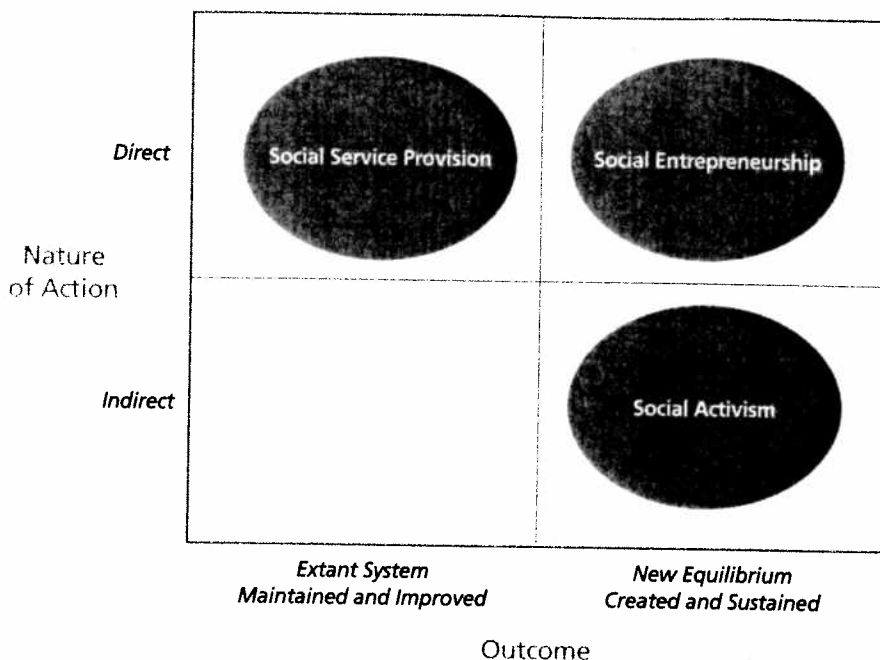 Direct
Social Service Provision
Social Entrepreneurship
Nature
of Action
Indirect
Social Activism
Extant System
Maintained and Improved
New Equilibrium
Created and Sustained
Outcome